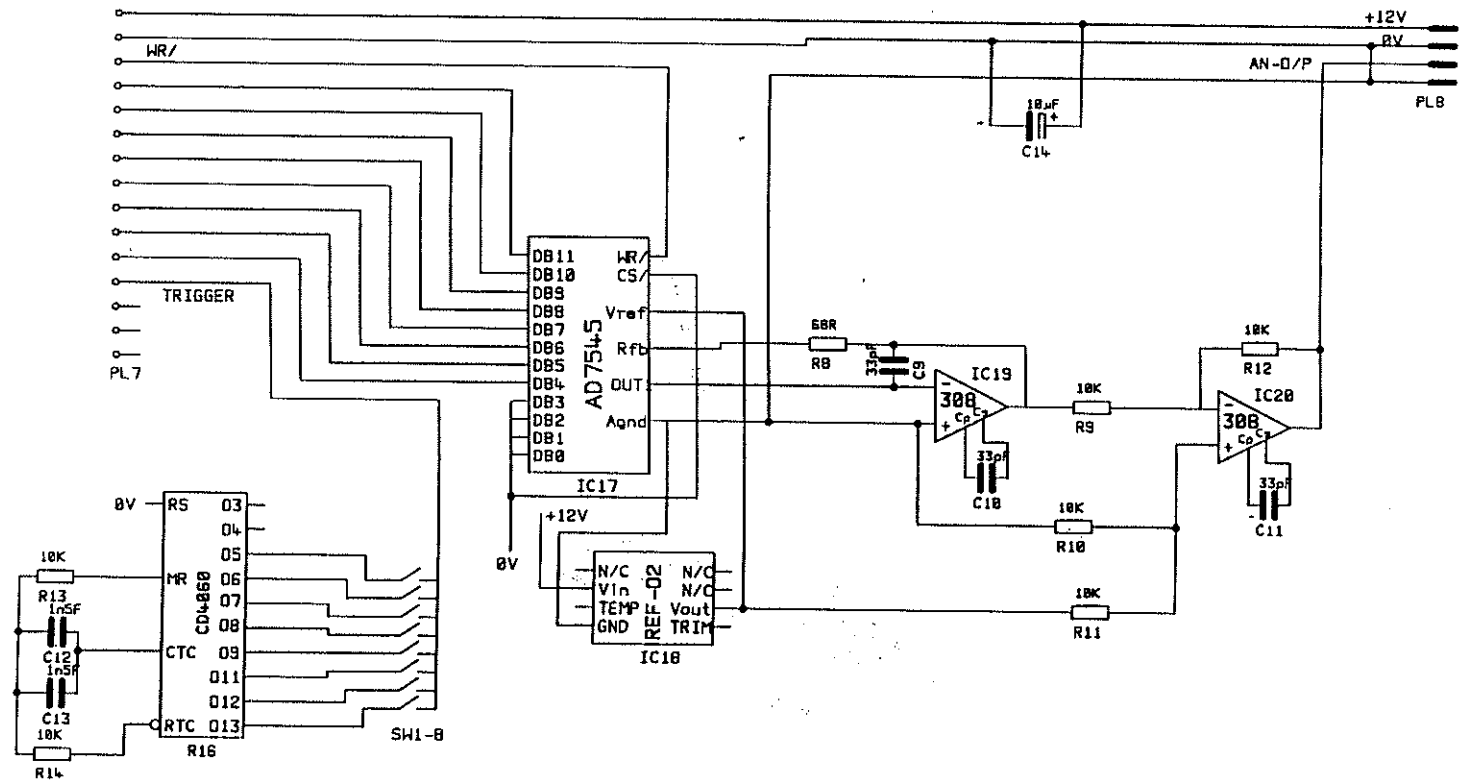 +12V
0V
WR/
AN-O/P
PL8
10µF
+
-
C14
TRIGGER
PL7
DB11
DB10
DB9
DB8
DB7
DB6
DB5
DB4
DB3
DB2
DB1
DB0
AD7545
WR/
CS/
Vref
Rfb
OUT
Agnd
IC17
68R
R8
33pF
C9
IC19
-
308
+
Cp
33pF
C10
10K
R9
10K
R12
IC20
-
308
+
Cp
33pF
-
C11
10K
R10
10K
R11
0V
+12V
N/C
Vin
TEMP
GND
REF-02
N/C
N/C
Vout
TRIM
IC18
0V
RS
MR
CTC
RTC
CD4060
O3
O4
O5
O6
O7
O8
O9
O11
O12
O13
R16
SW1-8
10K
R13
1n5F
C12
1n5F
C13
10K
R14